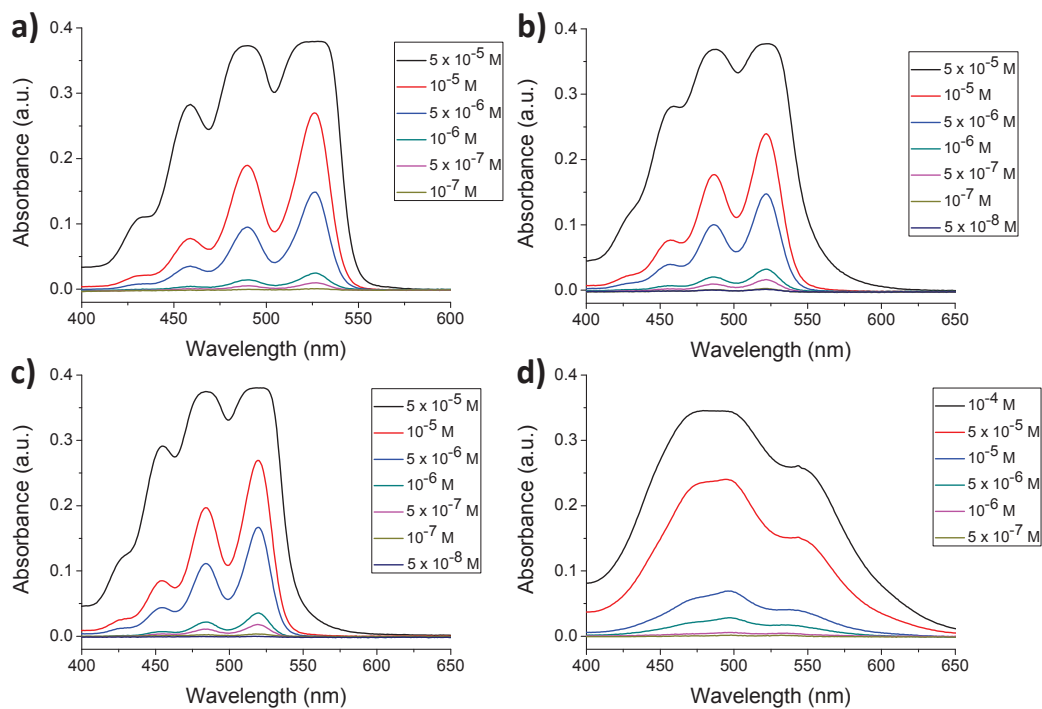 a)
0.4
0.3
0.2
0.1
0.0
Absorbance (a.u.)
400 450 500 550 600
Wavelength (nm)
5 x 10⁻⁵ M
10⁻⁵ M
5 x 10⁻⁶ M
10⁻⁶ M
5 x 10⁻⁷ M
10⁻⁷ M
b)
0.4
0.3
0.2
0.1
0.0
Absorbance (a.u.)
400 450 500 550 600 650
Wavelength (nm)
5 x 10⁻⁵ M
10⁻⁵ M
5 x 10⁻⁶ M
10⁻⁶ M
5 x 10⁻⁷ M
10⁻⁷ M
5 x 10⁻⁸ M
c)
0.4
0.3
0.2
0.1
0.0
Absorbance (a.u.)
400 450 500 550 600 650
Wavelength (nm)
5 x 10⁻⁵ M
10⁻⁵ M
5 x 10⁻⁶ M
10⁻⁶ M
5 x 10⁻⁷ M
10⁻⁷ M
5 x 10⁻⁸ M
d)
0.4
0.3
0.2
0.1
0.0
Absorbance (a.u.)
400 450 500 550 600 650
Wavelength (nm)
10⁻⁴ M
5 x 10⁻⁵ M
10⁻⁵ M
5 x 10⁻⁶ M
10⁻⁶ M
5 x 10⁻⁷ M